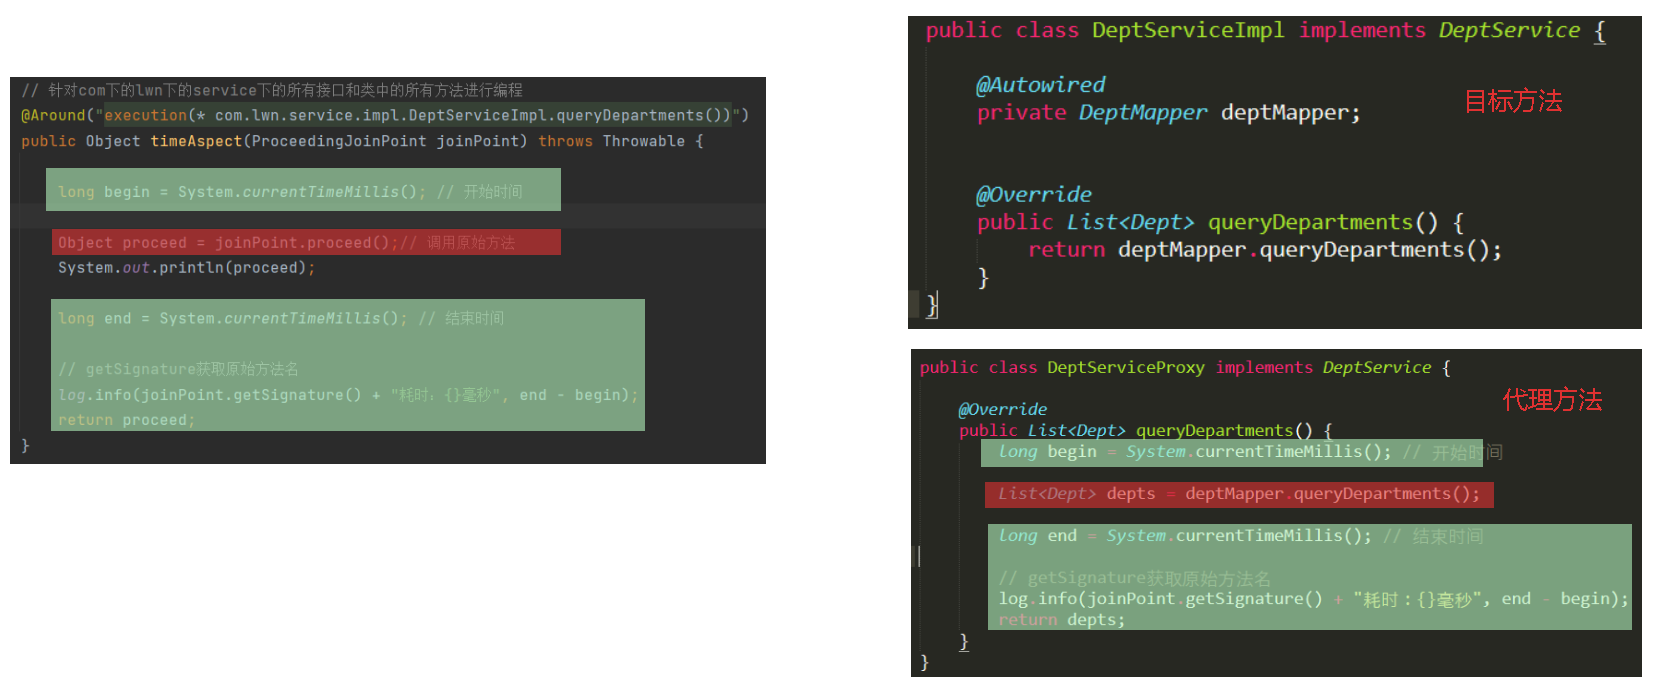 // 针对com下的lwn下的service下的所有接口和类中的所有方法进行编程
@Around("execution(* com.lwn.service.impl.DeptServiceImpl.queryDepartments())")
public Object timeAspect(ProceedingJoinPoint joinPoint) throws Throwable {
long begin = System.currentTimeMillis(); // 开始时间
Object proceed = joinPoint.proceed();// 调用原始方法
System.out.println(proceed);
long end = System.currentTimeMillis(); // 结束时间
// getSignature获取原始方法名
log.info(joinPoint.getSignature() + "耗时：{}毫秒", end - begin);
return proceed;
}
public class DeptServiceImpl implements DeptService {
@Autowired
private DeptMapper deptMapper;
目标方法
@Override
public List<Dept> queryDepartments() {
return deptMapper.queryDepartments();
}
}
public class DeptServiceProxy implements DeptService {
代理方法
@Override
public List<Dept> queryDepartments() {
long begin = System.currentTimeMillis(); // 开始时间
List<Dept> depts = deptMapper.queryDepartments();
long end = System.currentTimeMillis(); // 结束时间
// getSignature获取原始方法名
log.info(joinPoint.getSignature() + "耗时：{}毫秒", end - begin);
return depts;
}
}